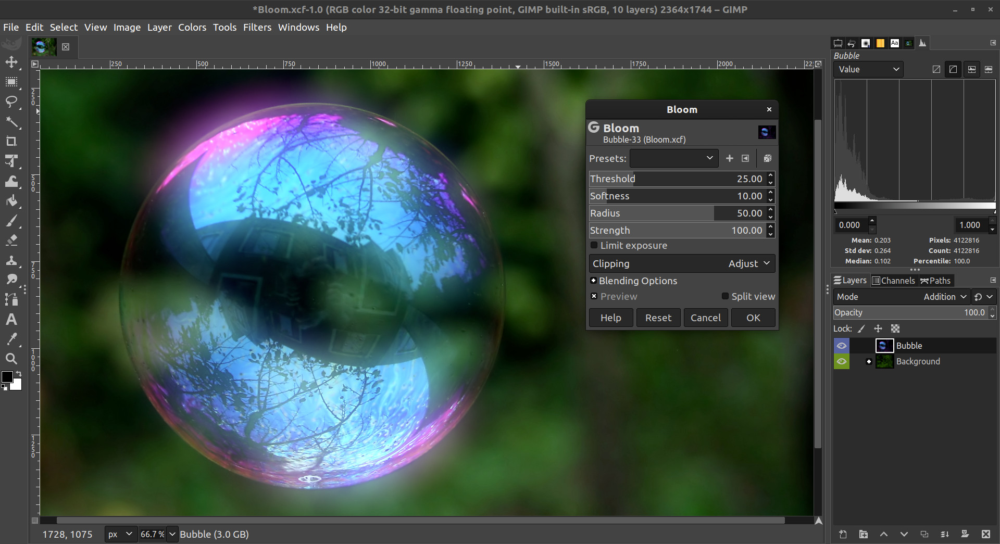 *Bloom.xcf-1.0 (RGB color 32-bit gamma floating point, GIMP built-in sRGB, 10 layers) 2364x1744 – GIMP
File Edit Select View Image Layer Colors Tools Filters Windows Help
250 500 750 1000 1250 1500 1750 2000 22
250
500
750
1000
1250
Bloom
Bloom
Bubble-33 (Bloom.xcf)
Presets:
Threshold 25.00
Softness 10.00
Radius 50.00
Strength 100.00
Limit exposure
Clipping Adjust
Blending Options
Preview Split view
Help Reset Cancel OK
Aa
Bubble
Value
0.000 1.000
Mean: 0.203 Pixels: 4122816
Std dev: 0.264 Count: 4122816
Median: 0.102 Percentile: 100.0
Layers Channels Paths
Mode Addition
Opacity 100.0
Lock:
Bubble
Background
1728, 1075 px 66.7 % Bubble (3.0 GB)